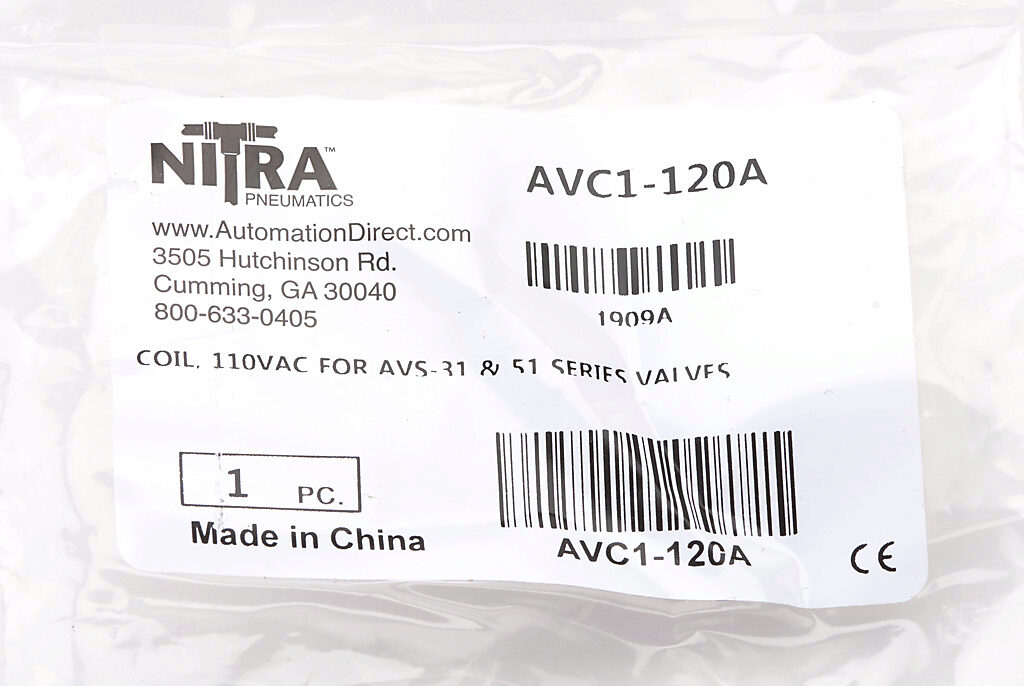 NITRA™
PNEUMATICS
www.AutomationDirect.com
3505 Hutchinson Rd.
Cumming, GA 30040
800-633-0405
AVC1-120A
1909A
COIL, 110VAC FOR AVS-31 & 51 SERIES VALVES
1 PC.
Made in China
AVC1-120A
CE